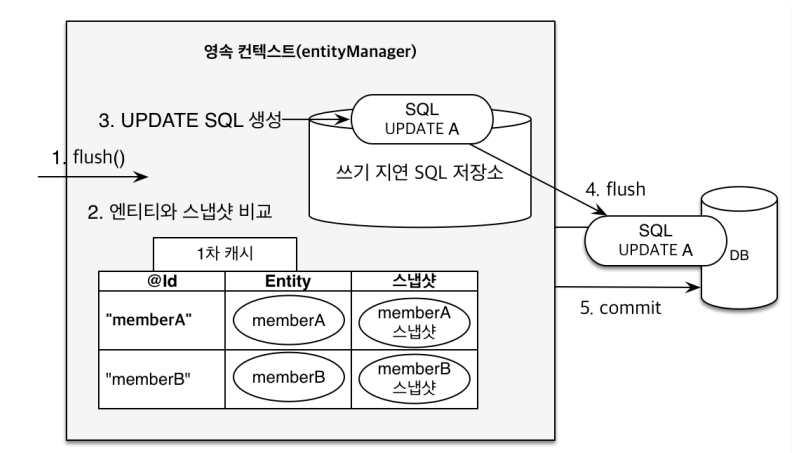 영속 컨텍스트(entityManager)
3. UPDATE SQL 생성
SQL
UPDATE A
1. flush()
쓰기 지연 SQL 저장소
4. flush
2. 엔티티와 스냅샷 비교
SQL
UPDATE A
DB
1차 캐시
@Id Entity 스냅샷
5. commit
"memberA" memberA memberA
스냅샷
"memberB" memberB memberB
스냅샷